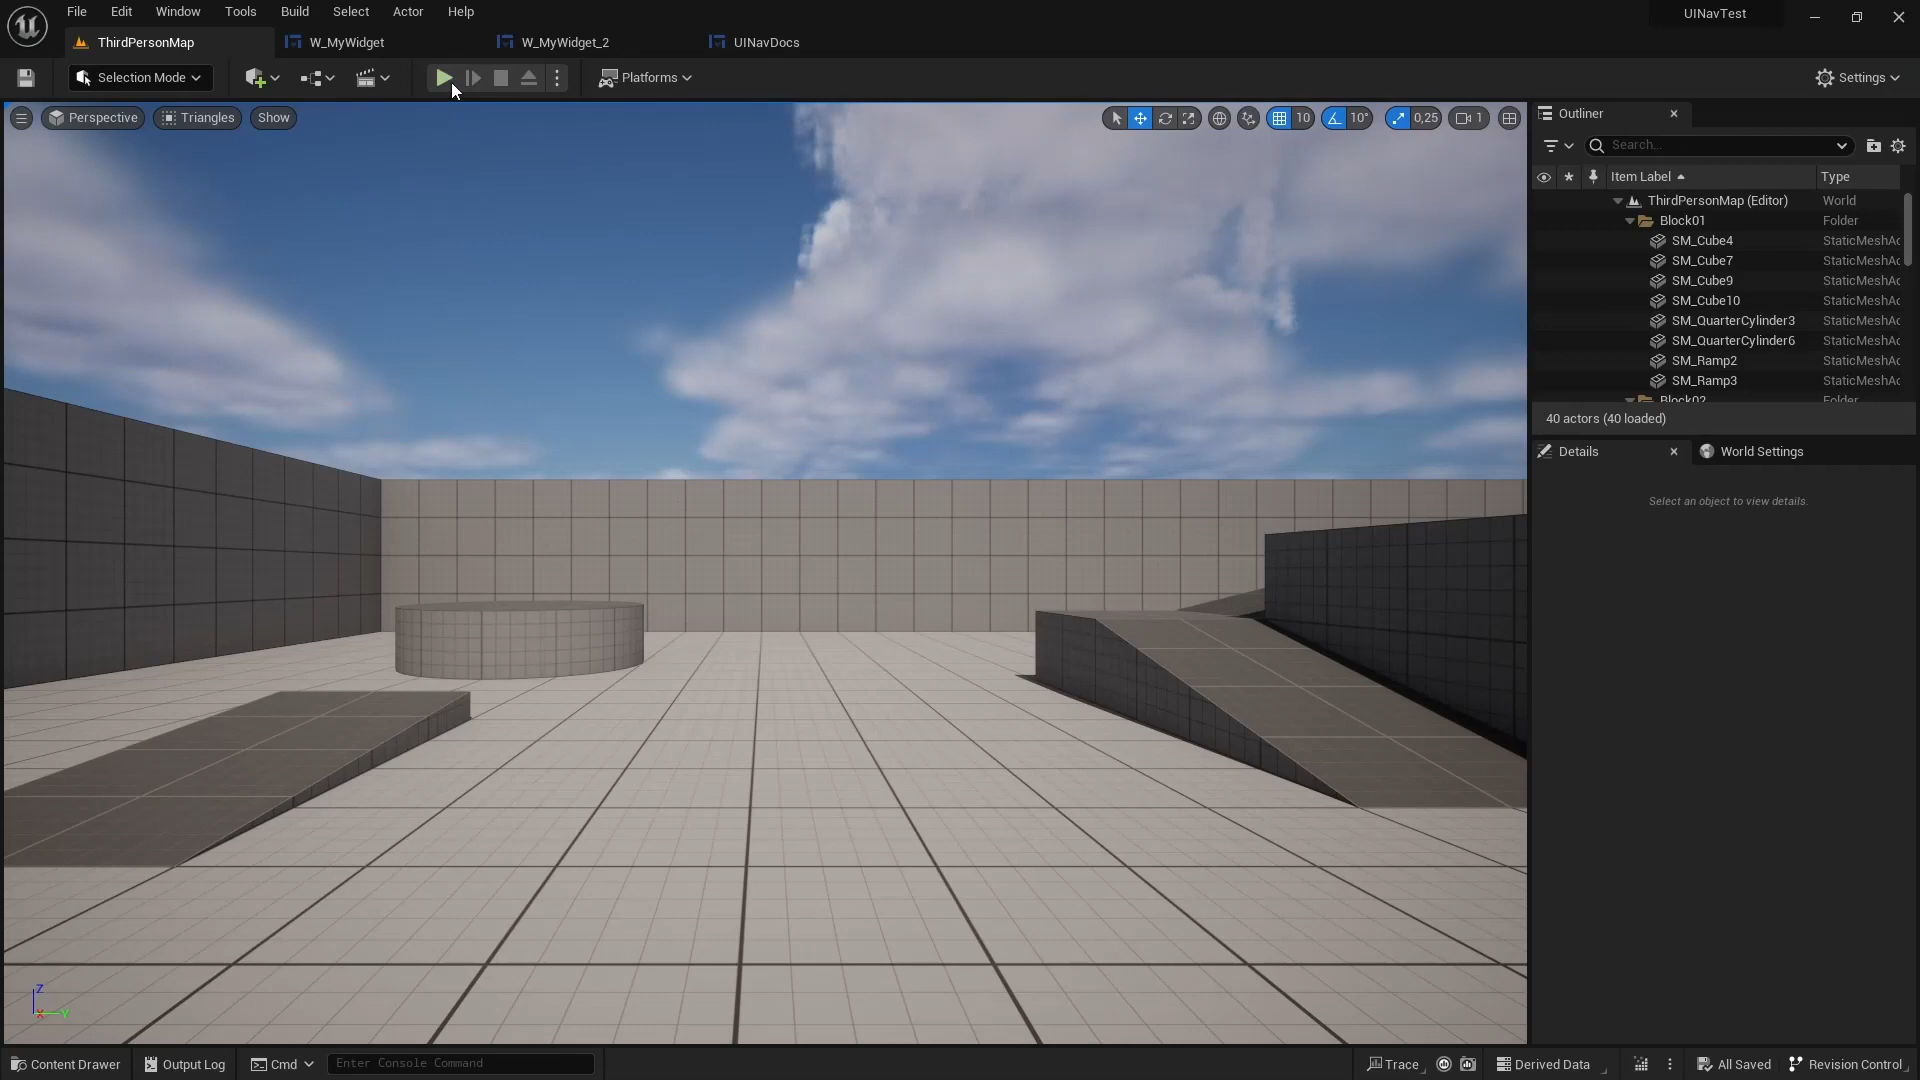 File Edit Window Tools Build Select Actor Help
UINavTest
ThirdPersonMap W_MyWidget W_MyWidget_2 UINavDocs
Selection Mode Platforms Settings
Perspective Triangles Show 10 10° 0,25 1
Outliner
Search...
Item Label Type
ThirdPersonMap (Editor) World
Block01 Folder
SM_Cube4 StaticMeshAc
SM_Cube7 StaticMeshAc
SM_Cube9 StaticMeshAc
SM_Cube10 StaticMeshAc
SM_QuarterCylinder3 StaticMeshAc
SM_QuarterCylinder6 StaticMeshAc
SM_Ramp2 StaticMeshAc
SM_Ramp3 StaticMeshAc
Block02 Folder
40 actors (40 loaded)
Details World Settings
Select an object to view details.
Z
X Y
Content Drawer Output Log Cmd Enter Console Command Trace Derived Data All Saved Revision Control